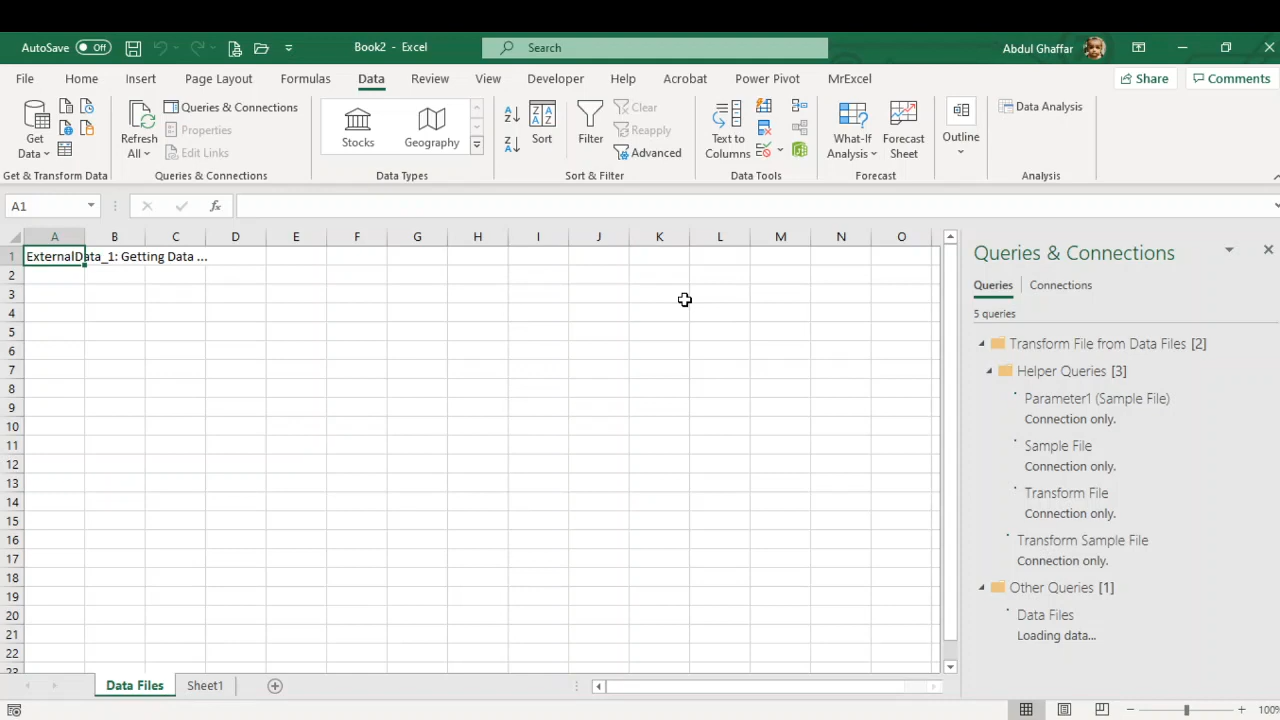 AutoSave Off Book2 - Excel Search Abdul Ghaffar
File Home Insert Page Layout Formulas Data Review View Developer Help Acrobat Power Pivot MrExcel Share Comments
Get Data
Refresh All
Queries & Connections
Properties
Edit Links
Stocks Geography
Sort
Filter
Clear
Reapply
Advanced
Text to Columns
What-If Analysis
Forecast Sheet
Outline
Data Analysis
Get & Transform Data Queries & Connections Data Types Sort & Filter Data Tools Forecast Analysis
A1 fx
A B C D E F G H I J K L M N O
1 ExternalData_1: Getting Data ...
2
3
4
5
6
7
8
9
10
11
12
13
14
15
16
17
18
19
20
21
22
23
Queries & Connections
Queries Connections
5 queries
Transform File from Data Files [2]
Helper Queries [3]
Parameter1 (Sample File)
Connection only.
Sample File
Connection only.
Transform File
Connection only.
Transform Sample File
Connection only.
Other Queries [1]
Data Files
Loading data...
Data Files Sheet1
100%